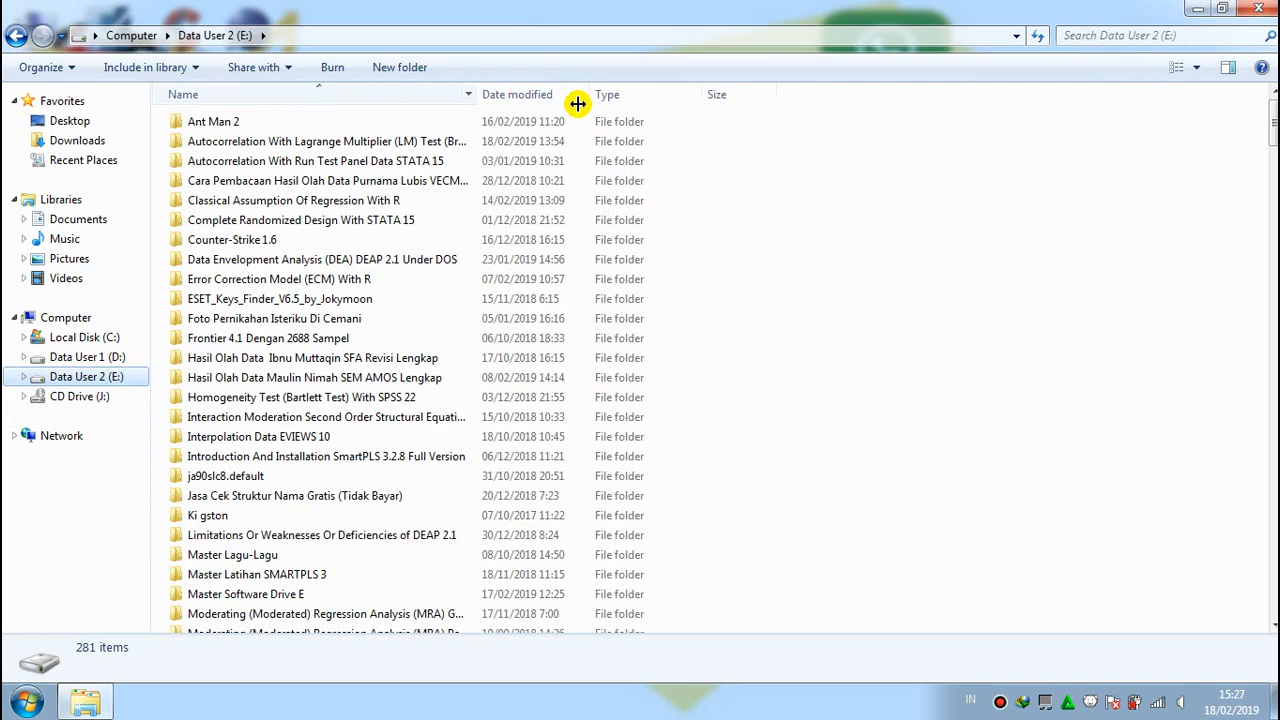 Computer Data User 2 (E:) Search Data User 2 (E:)
Organize Include in library Share with Burn New folder
Name Date modified Type Size
Favorites
Desktop
Downloads
Recent Places
Libraries
Documents
Music
Pictures
Videos
Computer
Local Disk (C:)
Data User 1 (D:)
Data User 2 (E:)
CD Drive (J:)
Network
Ant Man 2 16/02/2019 11:20 File folder
Autocorrelation With Lagrange Multiplier (LM) Test (Br... 18/02/2019 13:54 File folder
Autocorrelation With Run Test Panel Data STATA 15 03/01/2019 10:31 File folder
Cara Pembacaan Hasil Olah Data Purnama Lubis VECM... 28/12/2018 10:21 File folder
Classical Assumption Of Regression With R 14/02/2019 13:09 File folder
Complete Randomized Design With STATA 15 01/12/2018 21:52 File folder
Counter-Strike 1.6 16/12/2018 16:15 File folder
Data Envelopment Analysis (DEA) DEAP 2.1 Under DOS 23/01/2019 14:56 File folder
Error Correction Model (ECM) With R 07/02/2019 10:57 File folder
ESET_Keys_Finder_V6.5_by_Jokymoon 15/11/2018 6:15 File folder
Foto Pernikahan Isteriku Di Cemani 05/01/2019 16:16 File folder
Frontier 4.1 Dengan 2688 Sampel 06/10/2018 18:33 File folder
Hasil Olah Data  Ibnu Muttaqin SFA Revisi Lengkap 17/10/2018 16:15 File folder
Hasil Olah Data Maulin Nimah SEM AMOS Lengkap 08/02/2019 14:14 File folder
Homogeneity Test (Bartlett Test) With SPSS 22 03/12/2018 21:55 File folder
Interaction Moderation Second Order Structural Equati... 15/10/2018 10:33 File folder
Interpolation Data EVIEWS 10 18/10/2018 10:45 File folder
Introduction And Installation SmartPLS 3.2.8 Full Version 06/12/2018 11:21 File folder
ja90slc8.default 31/10/2018 20:51 File folder
Jasa Cek Struktur Nama Gratis (Tidak Bayar) 20/12/2018 7:23 File folder
Ki gston 07/10/2017 11:22 File folder
Limitations Or Weaknesses Or Deficiencies of DEAP 2.1 30/12/2018 8:24 File folder
Master Lagu-Lagu 08/10/2018 14:50 File folder
Master Latihan SMARTPLS 3 18/11/2018 11:15 File folder
Master Software Drive E 17/02/2019 12:25 File folder
Moderating (Moderated) Regression Analysis (MRA) G... 17/11/2018 7:00 File folder
281 items
IN 15:27
18/02/2019